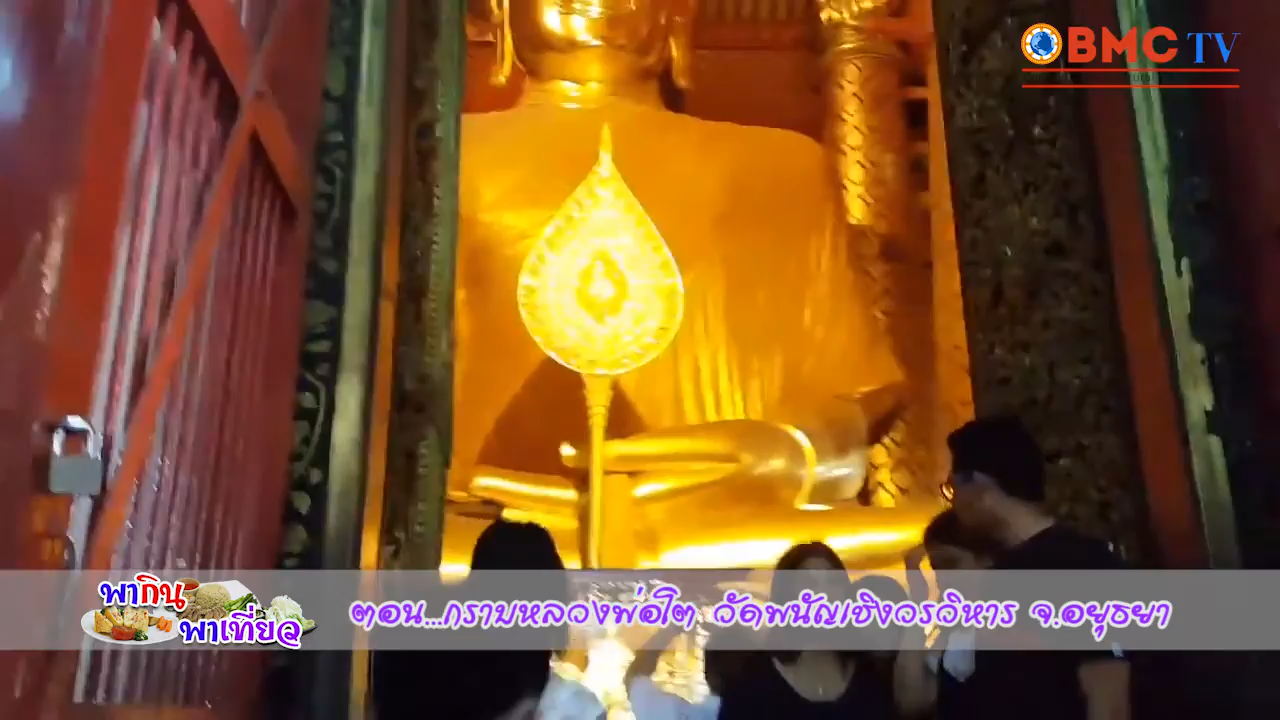 BMC TV
พากิน
พาเที่ยว
ตอน...กราบหลวงพ่อโต วัดพนัญเชิงวรวิหาร จ.อยุธยา